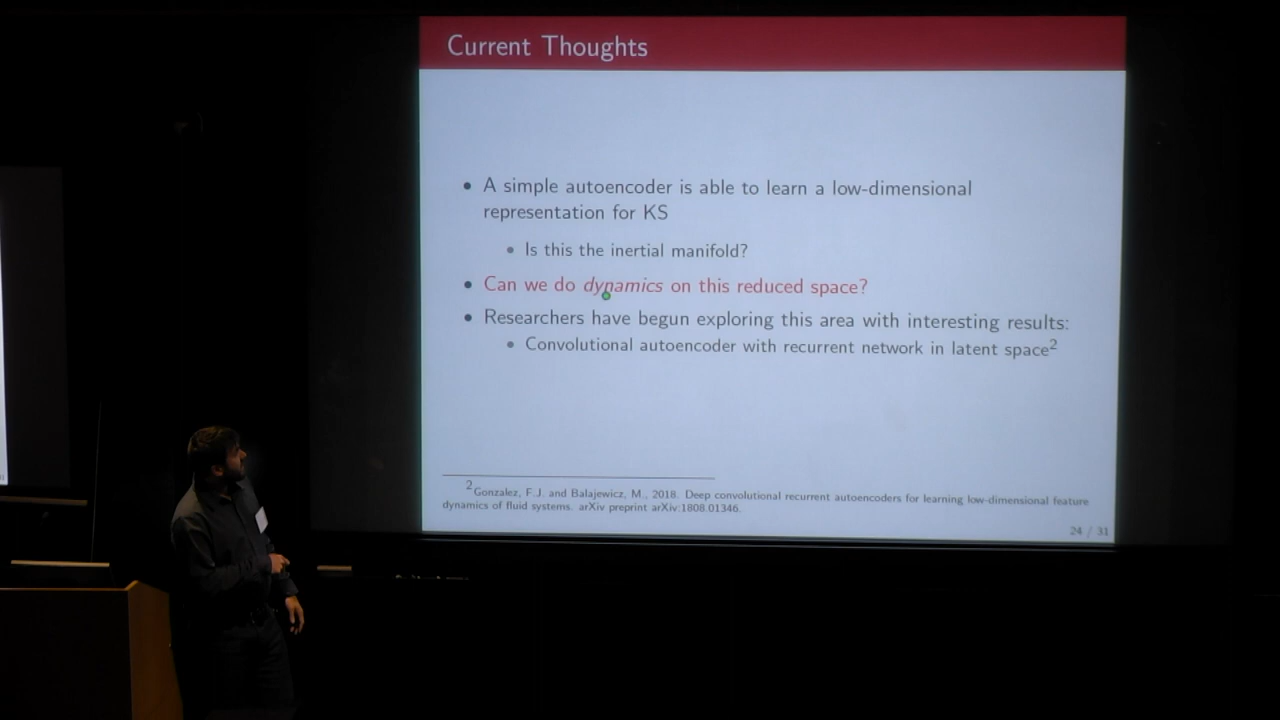 Current Thoughts
• A simple autoencoder is able to learn a low-dimensional
representation for KS
• Is this the inertial manifold?
• Can we do dynamics on this reduced space?
• Researchers have begun exploring this area with interesting results:
• Convolutional autoencoder with recurrent network in latent space2
2Gonzalez, F.J. and Balajewicz, M., 2018. Deep convolutional recurrent autoencoders for learning low-dimensional feature
dynamics of fluid systems. arXiv preprint arXiv:1808.01346.
24 / 31